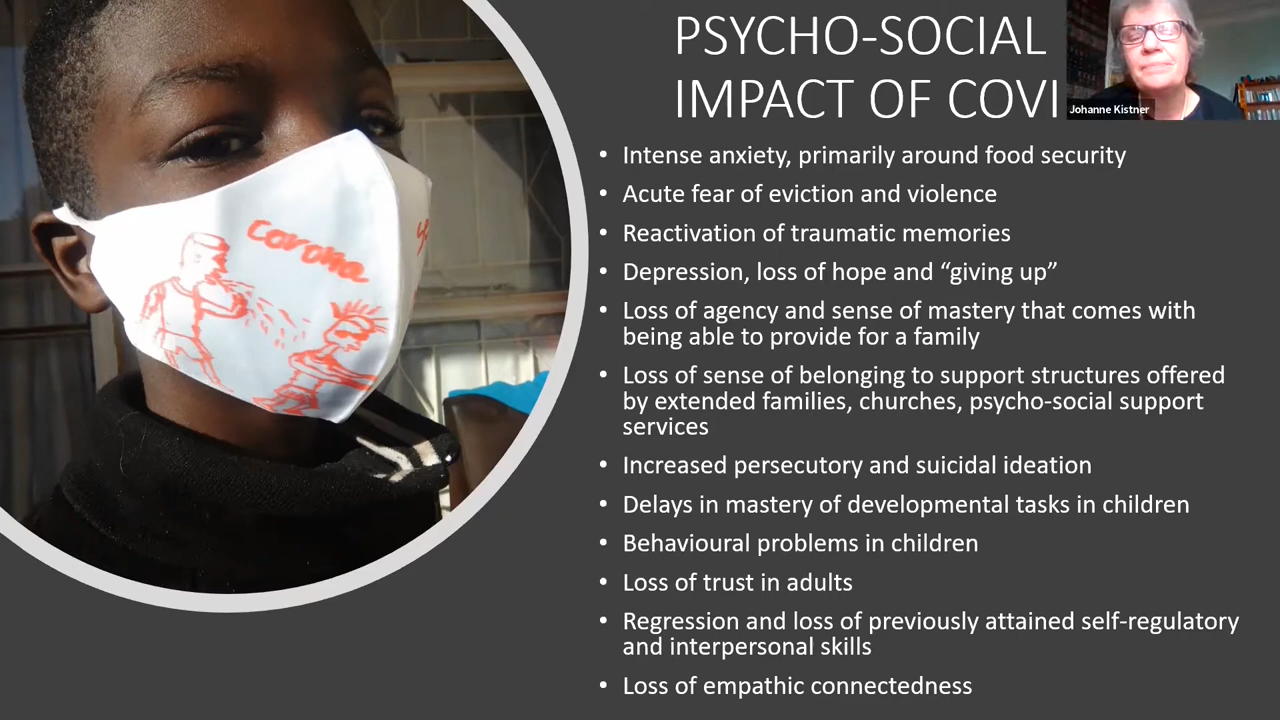 PSYCHO-SOCIAL
IMPACT OF COVI
Johanne Kistner
corona
• Intense anxiety, primarily around food security
• Acute fear of eviction and violence
• Reactivation of traumatic memories
• Depression, loss of hope and “giving up”
• Loss of agency and sense of mastery that comes with
being able to provide for a family
• Loss of sense of belonging to support structures offered
by extended families, churches, psycho-social support
services
• Increased persecutory and suicidal ideation
• Delays in mastery of developmental tasks in children
• Behavioural problems in children
• Loss of trust in adults
• Regression and loss of previously attained self-regulatory
and interpersonal skills
• Loss of empathic connectedness